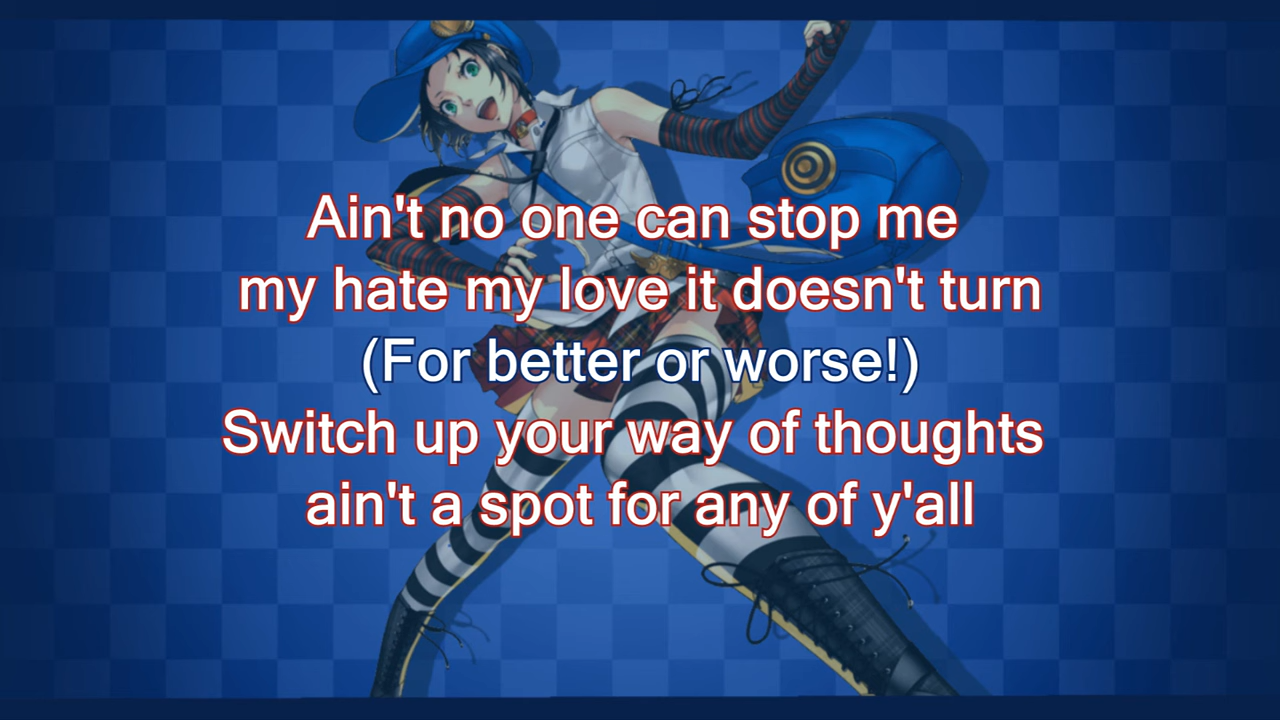 Ain't no one can stop me
my hate my love it doesn't turn
(For better or worse!)
Switch up your way of thoughts
ain't a spot for any of y'all